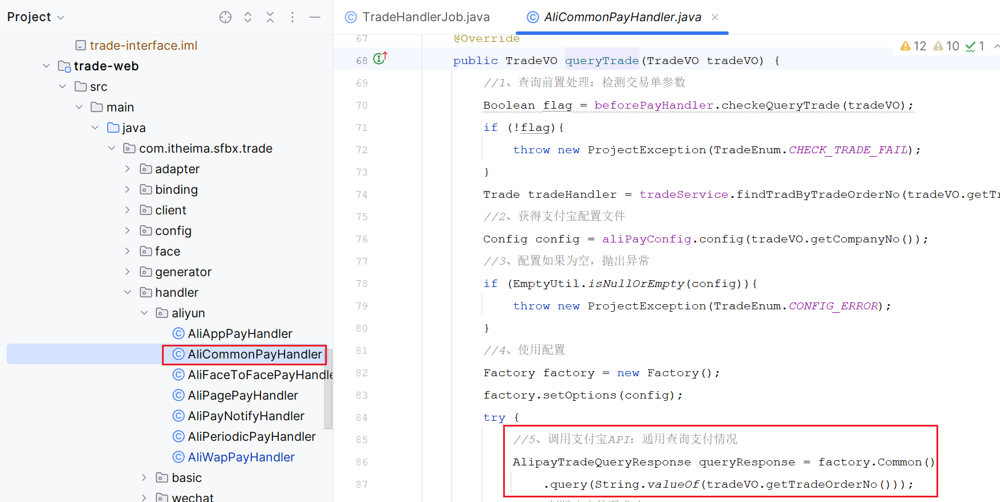 Project
trade-interface.iml
trade-web
src
main
java
com.itheima.sfbx.trade
adapter
binding
client
config
face
generator
handler
aliyun
AliAppPayHandler
AliCommonPayHandler
AliFaceToFacePayHandle
AliPagePayHandler
AliPayNotifyHandler
AliPeriodicPayHandler
AliWapPayHandler
basic
wechat
TradeHandlerJob.java
AliCommonPayHandler.java
12 10 1
67 @Override
68 public TradeVO queryTrade(TradeVO tradeVO) {
69 //1、查询前置处理：检测交易单参数
70 Boolean flag = beforePayHandler.checkeQueryTrade(tradeVO);
71 if (!flag){
72 throw new ProjectException(TradeEnum.CHECK_TRADE_FAIL);
73 }
74 Trade tradeHandler = tradeService.findTradByTradeOrderNo(tradeVO.getTr
75 //2、获得支付宝配置文件
76 Config config = aliPayConfig.config(tradeVO.getCompanyNo());
77 //3、配置如果为空，抛出异常
78 if (EmptyUtil.isNullOrEmpty(config)){
79 throw new ProjectException(TradeEnum.CONFIG_ERROR);
80 }
81 //4、使用配置
82 Factory factory = new Factory();
83 factory.setOptions(config);
84 try {
85 //5、调用支付宝API：通用查询支付情况
86 AlipayTradeQueryResponse queryResponse = factory.Common()
87 .query(String.valueOf(tradeVO.getTradeOrderNo()));